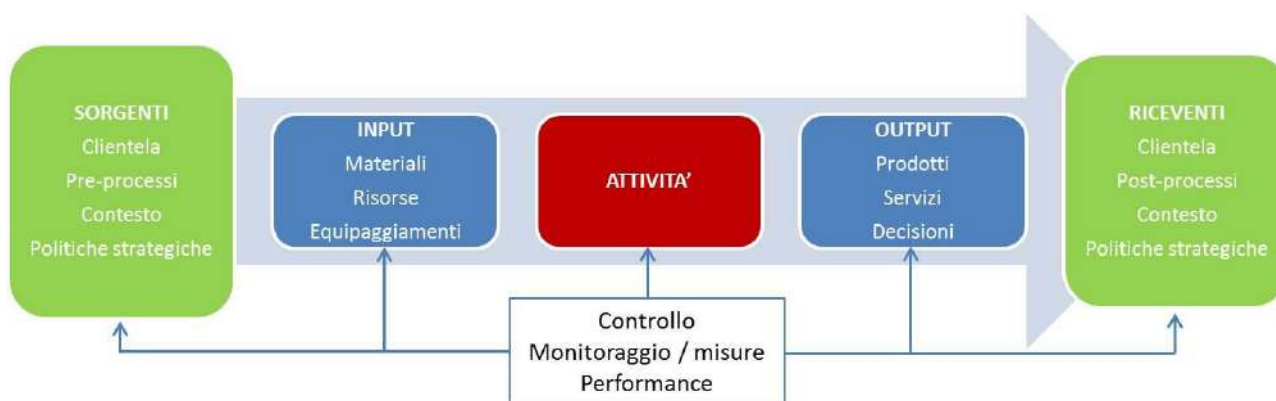 SORGENTI
Clientela
Pre-processi
Contesto
Politiche strategiche
INPUT
Materiali
Risorse
Equipaggiamenti
ATTIVITA’
OUTPUT
Prodotti
Servizi
Decisioni
RICEVENTI
Clientela
Post-processi
Contesto
Politiche strategiche
Controllo
Monitoraggio / misure
Performance